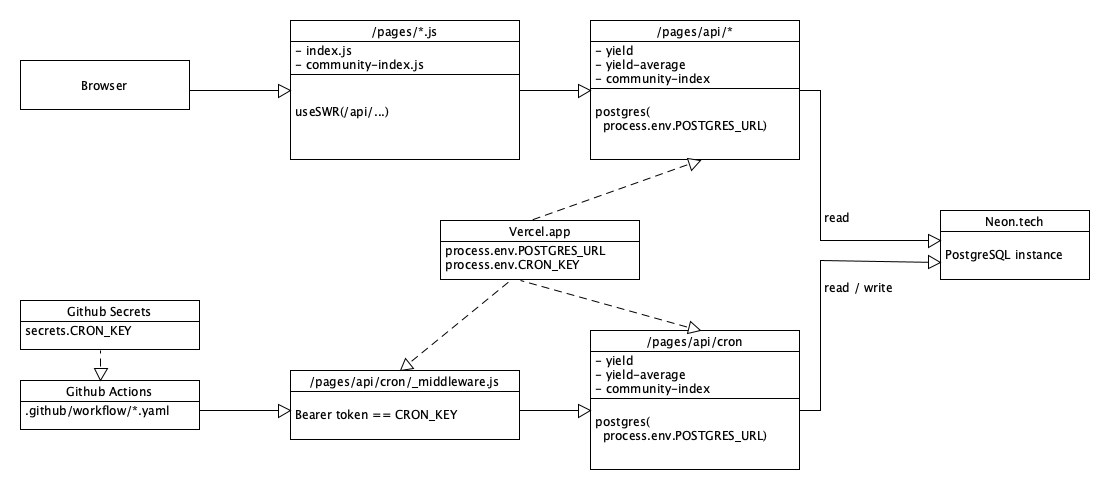 /pages/*.js
- index.js
- community-index.js
useSWR(/api/...)
/pages/api/*
- yield
- yield-average
- community-index
postgres(
process.env.POSTGRES_URL)
Browser
Vercel.app
process.env.POSTGRES_URL
process.env.CRON_KEY
read
Neon.tech
PostgreSQL instance
read / write
Github Secrets
secrets.CRON_KEY
Github Actions
.github/workflow/*.yaml
/pages/api/cron/_middleware.js
Bearer token == CRON_KEY
/pages/api/cron
- yield
- yield-average
- community-index
postgres(
process.env.POSTGRES_URL)